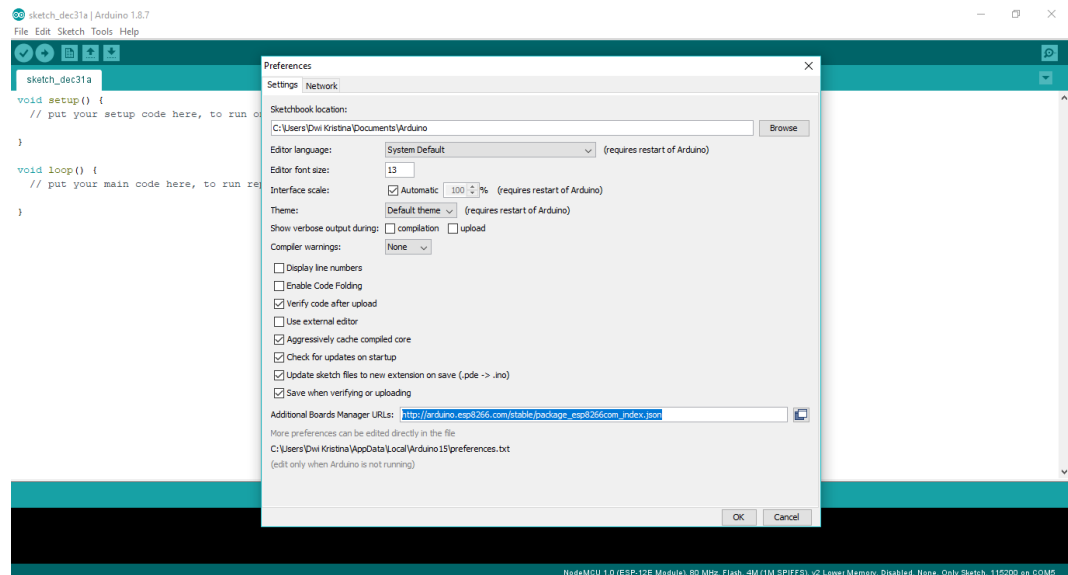 sketch_dec31a | Arduino 1.8.7
File Edit Sketch Tools Help
sketch_dec31a
void setup() {
// put your setup code here, to run o
}
void loop() {
// put your main code here, to run rep
}
Preferences
Settings Network
Sketchbook location:
C:\Users\Dwi Kristina\Documents\Arduino Browse
Editor language: System Default (requires restart of Arduino)
Editor font size: 13
Interface scale: Automatic 100 % (requires restart of Arduino)
Theme: Default theme (requires restart of Arduino)
Show verbose output during: compilation upload
Compiler warnings: None
Display line numbers
Enable Code Folding
Verify code after upload
Use external editor
Aggressively cache compiled core
Check for updates on startup
Update sketch files to new extension on save (.pde -> .ino)
Save when verifying or uploading
Additional Boards Manager URLs: http://arduino.esp8266.com/stable/package_esp8266com_index.json
More preferences can be edited directly in the file
C:\Users\Dwi Kristina\AppData\Local\Arduino15\preferences.txt
(edit only when Arduino is not running)
OK Cancel
NodeMCU 1.0 (ESP-12E Module), 80 MHz, Flash, 4M (1M SPIFFS), v2 Lower Memory, Disabled, None, Only Sketch, 115200 on COM5